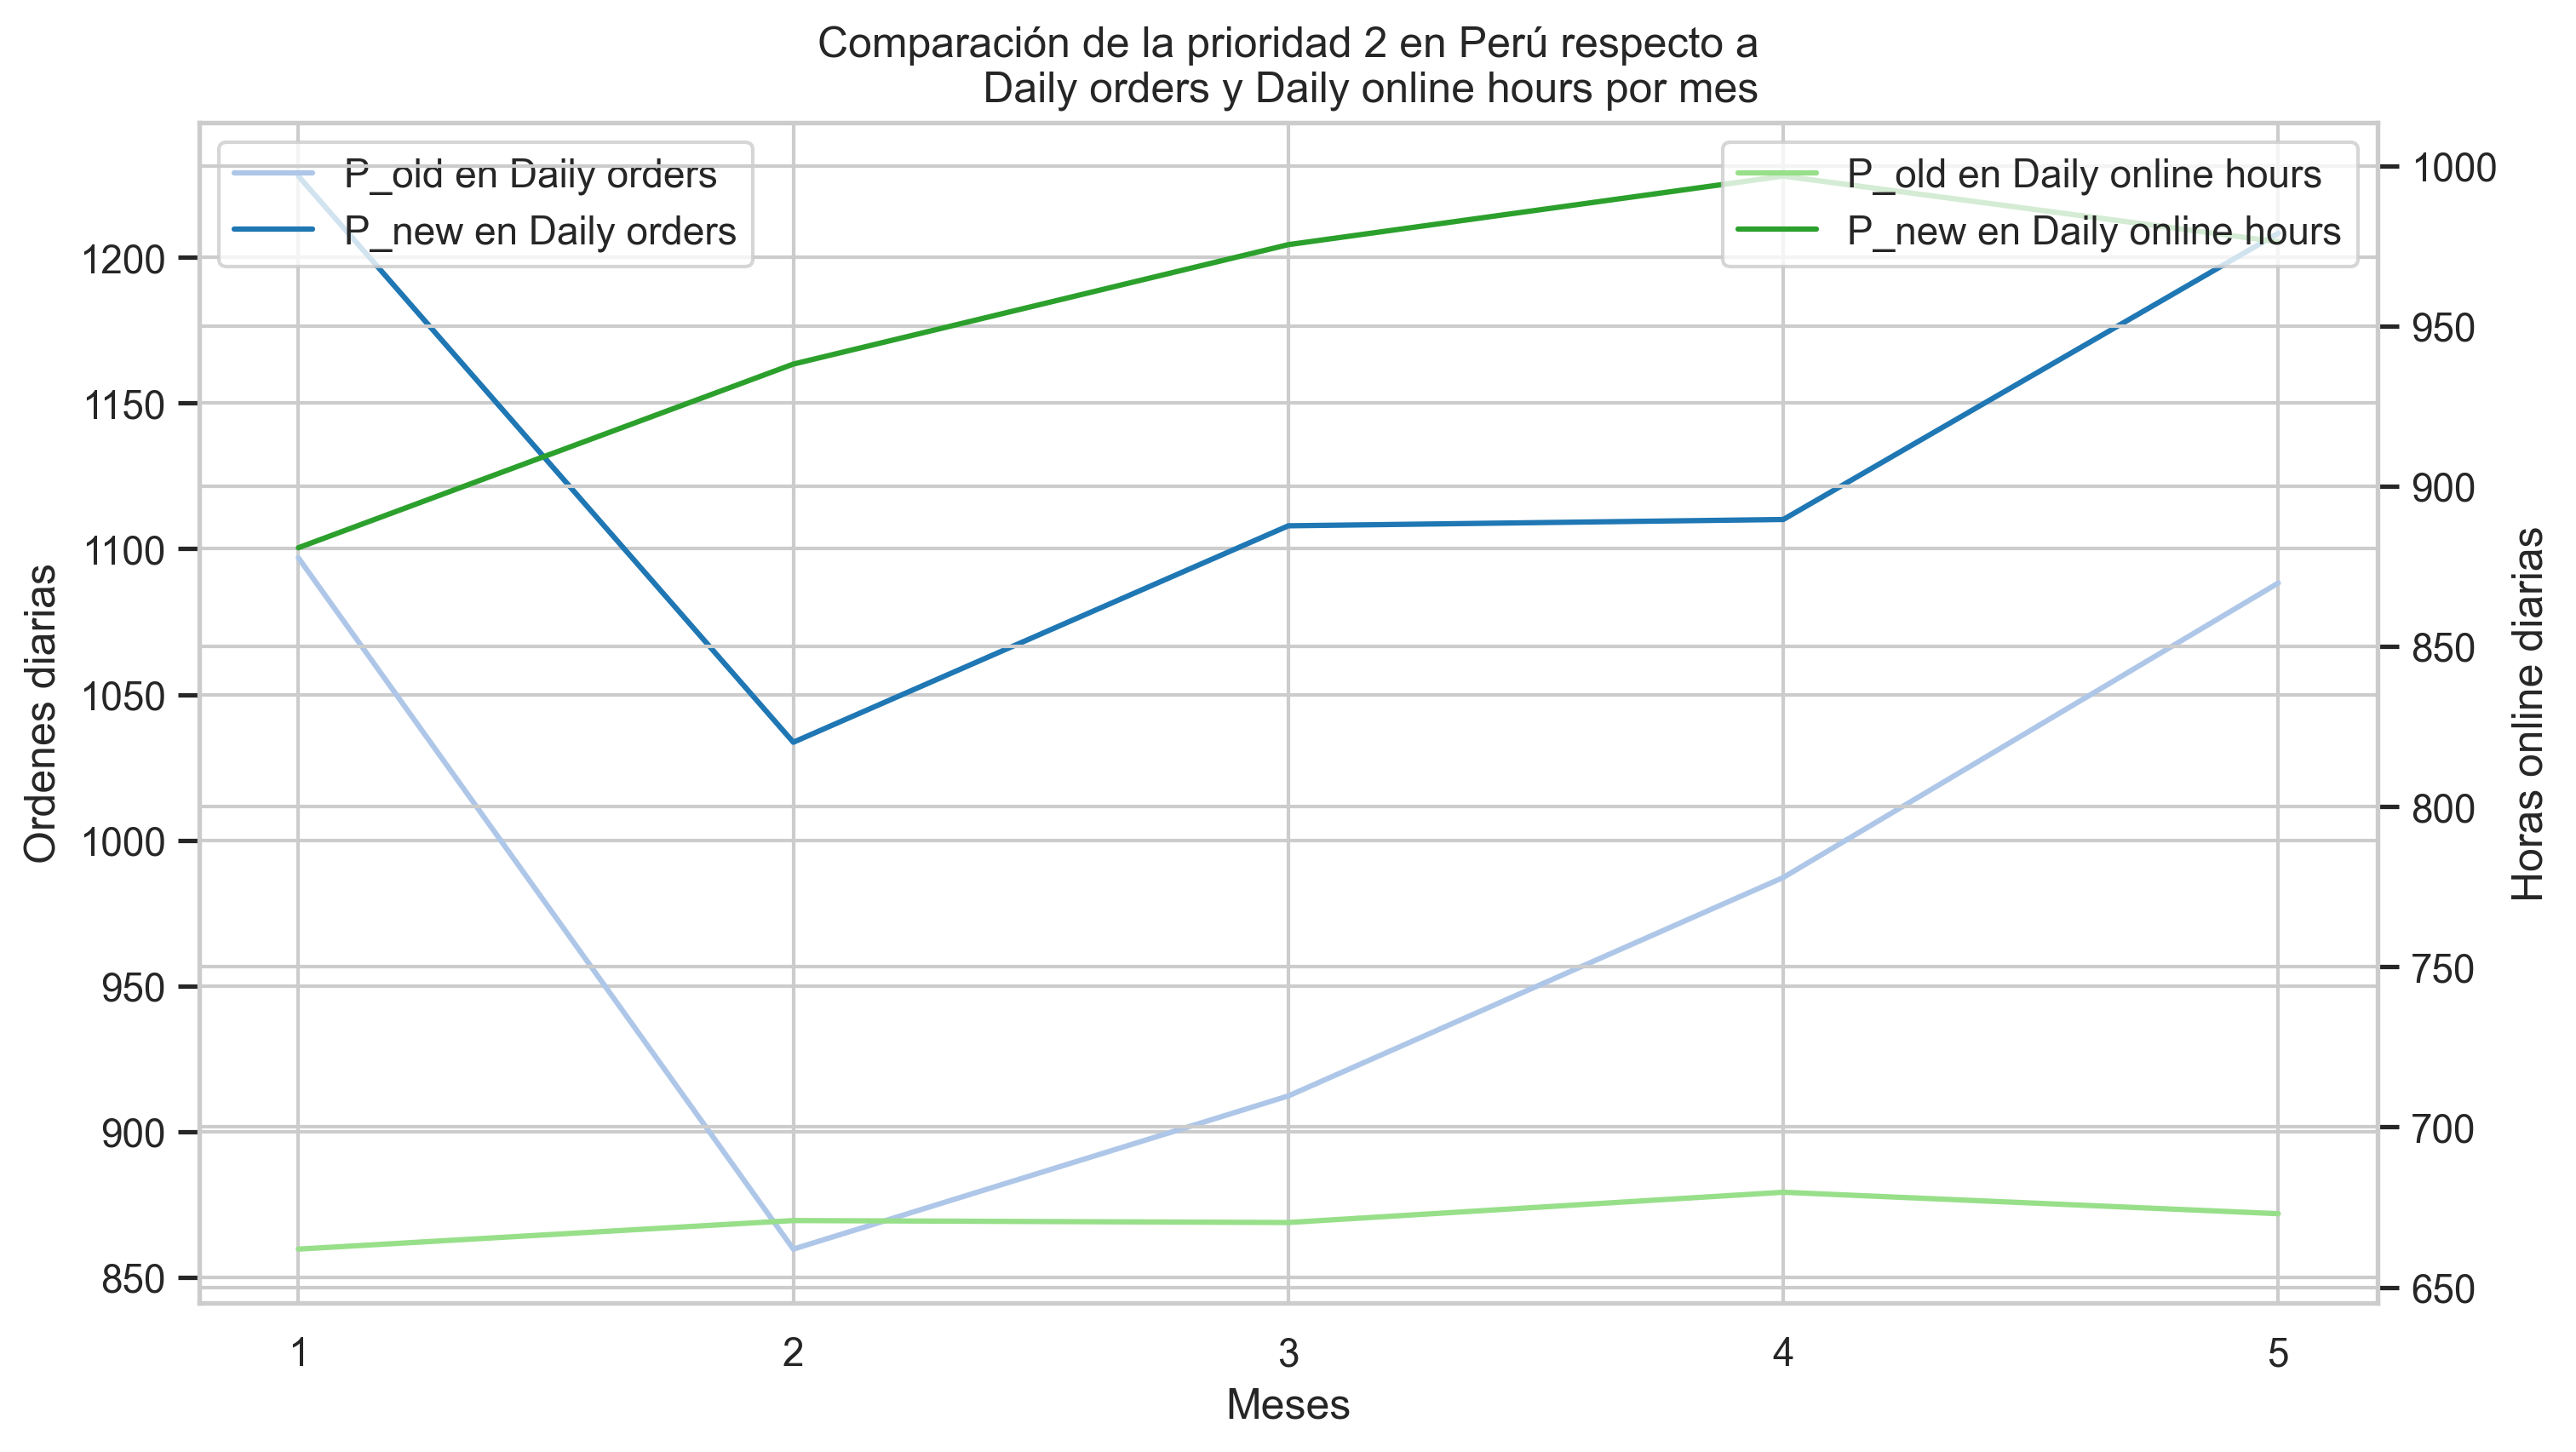 Comparación de la prioridad 2 en Perú respecto a
Daily orders y Daily online hours por mes
P_old en Daily orders
P_new en Daily orders
P_old en Daily online hours
P_new en Daily online hours
Ordenes diarias
1200
1150
1100
1050
1000
950
900
850
1000
950
900
850
800
750
700
650
Horas online diarias
1
2
3
4
5
Meses